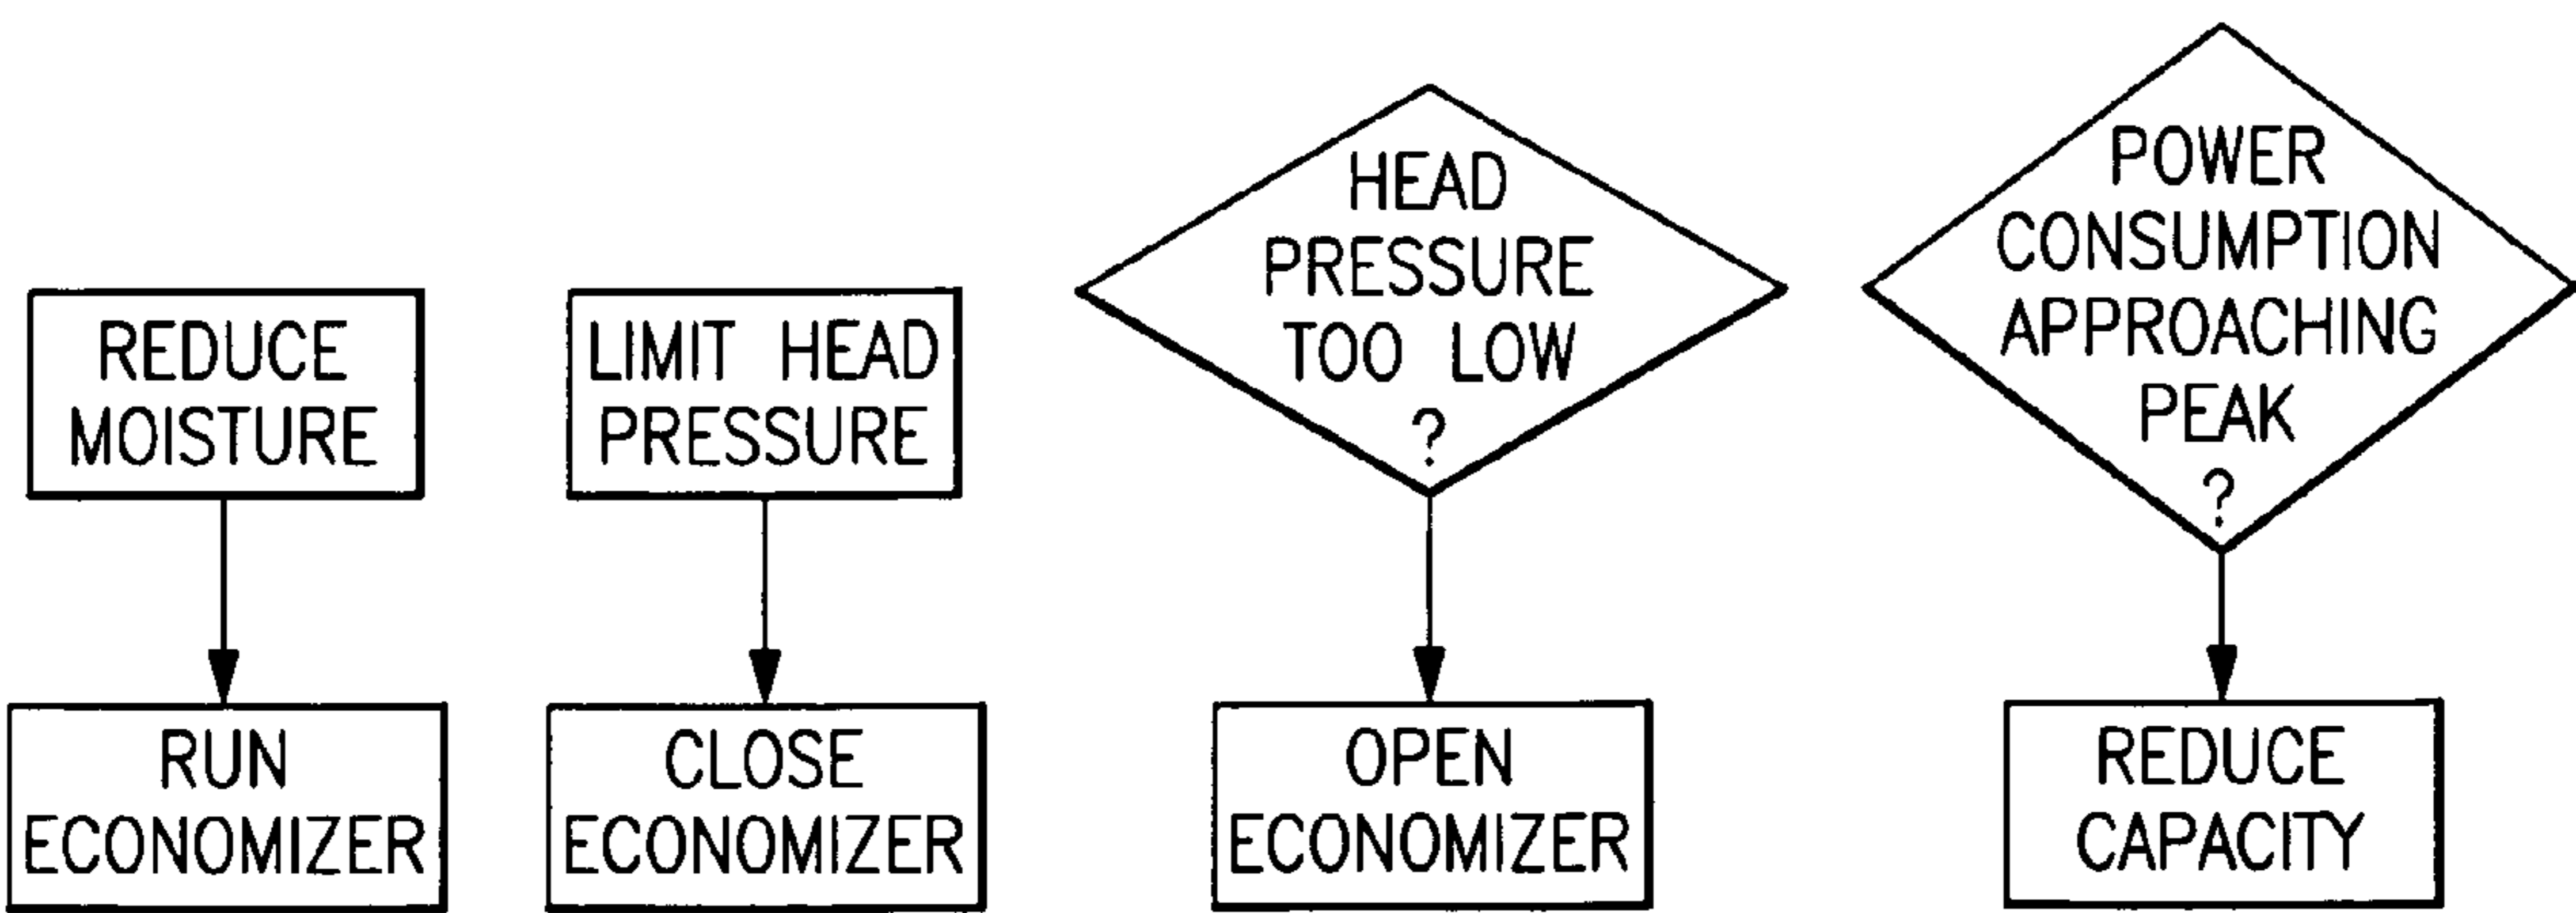 REDUCE
MOISTURE
RUN
ECONOMIZER
LIMIT HEAD
PRESSURE
CLOSE
ECONOMIZER
HEAD
PRESSURE
TOO LOW
?
OPEN
ECONOMIZER
POWER
CONSUMPTION
APPROACHING
PEAK
?
REDUCE
CAPACITY